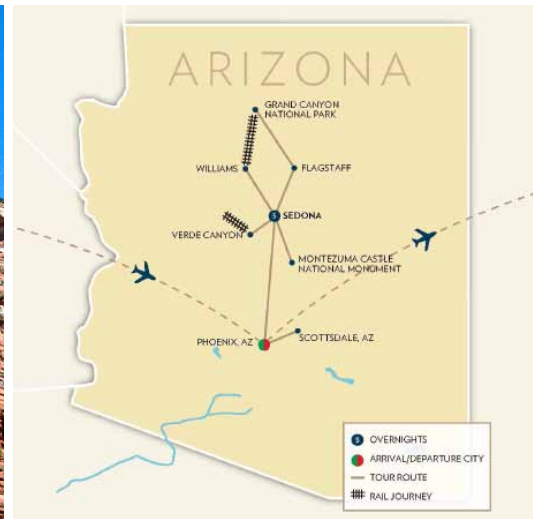 ARIZONA
GRAND CANYON
NATIONAL PARK
WILLIAMS
FLAGSTAFF
5 SEDONA
VERDE CANYON
MONTEZUMA CASTLE
NATIONAL MONUMENT
PHOENIX, AZ
SCOTTSDALE, AZ
5 OVERNIGHTS
ARRIVAL/DEPARTURE CITY
TOUR ROUTE
RAIL JOURNEY